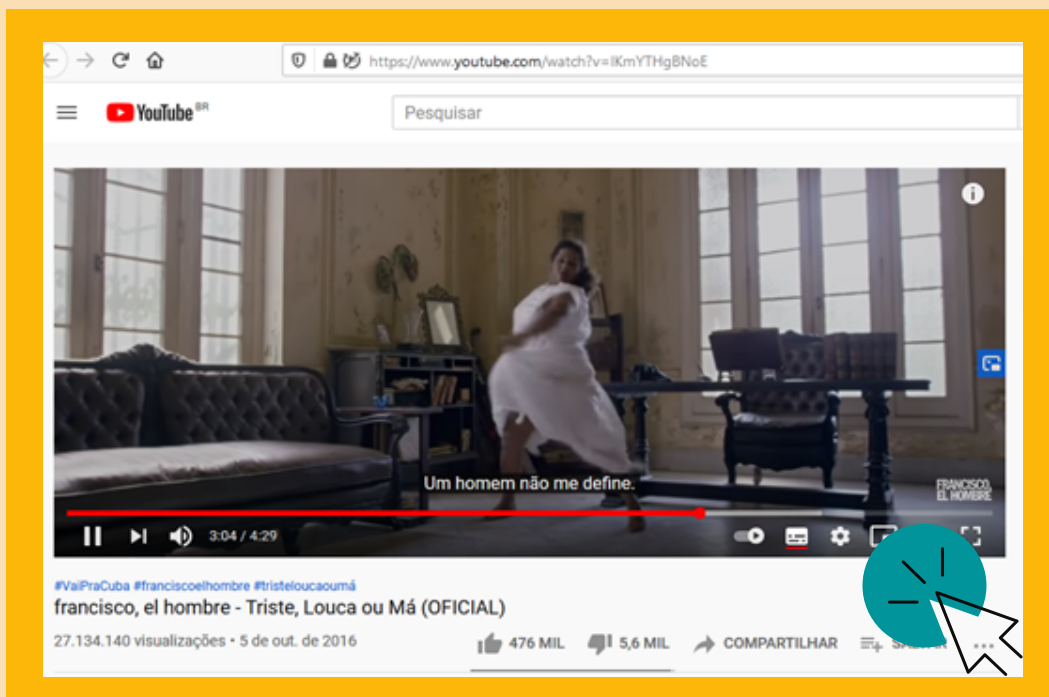 https://www.youtube.com/watch?v=IKmYTHgBNoE
YouTube BR
Pesquisar
Um homem não me define.
FRANCISCO,
EL HOMBRE
3:04 / 4:29
#VaiPraCuba #franciscoelhombre #tristeloucaoumá
francisco, el hombre - Triste, Louca ou Má (OFICIAL)
27.134.140 visualizações • 5 de out. de 2016
476 MIL 5,6 MIL COMPARTILHAR